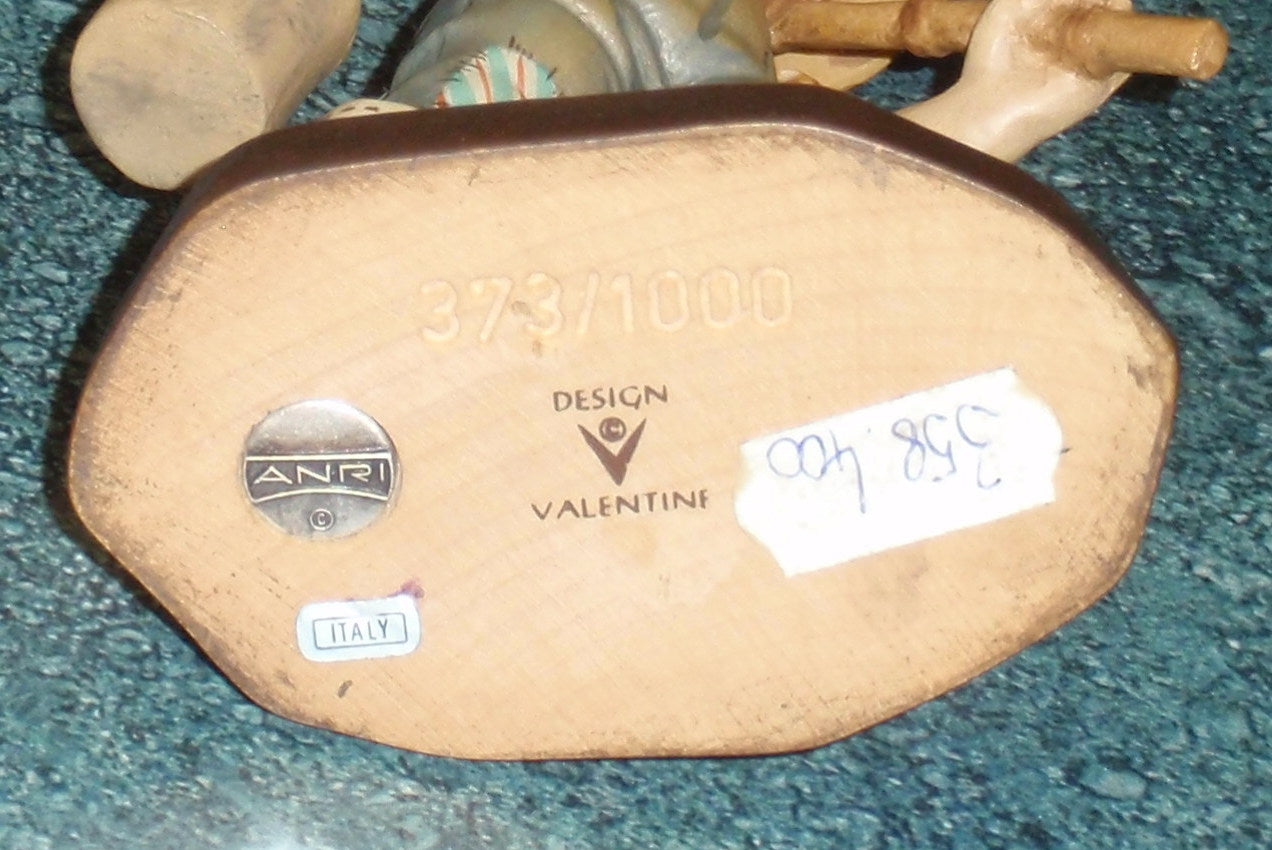 373/1000
DESIGN
©
VALENTINE
ANRI
©
358.400
ITALY